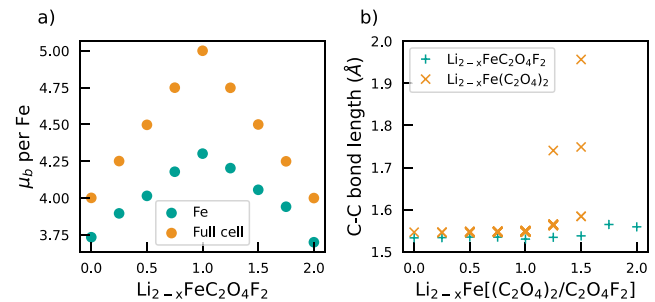 a)
5.00
4.75
4.50
4.25
4.00
3.75
μb per Fe
Fe
Full cell
0.0 0.5 1.0 1.5 2.0
Li2−xFeC2O4F2
b)
2.0
1.9
1.8
1.7
1.6
1.5
C-C bond length (Å)
Li2−xFeC2O4F2
Li2−xFe(C2O4)2
0.0 0.5 1.0 1.5 2.0
Li2−xFe[(C2O4)2/C2O4F2]